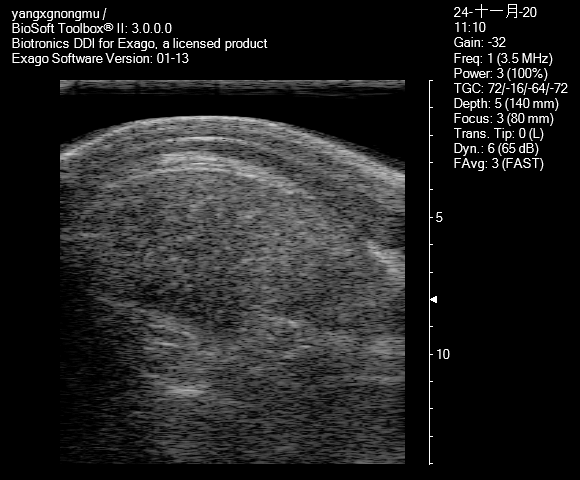 yangxgnongmu /
BioSoft Toolbox® II: 3.0.0.0
Biotronics DDI for Exago, a licensed product
Exago Software Version: 01-13
24-十一月-20
11:10
Gain: -32
Freq: 1 (3.5 MHz)
Power: 3 (100%)
TGC: 72/-16/-64/-72
Depth: 5 (140 mm)
Focus: 3 (80 mm)
Trans. Tip: 0 (L)
Dyn.: 6 (65 dB)
FAvg: 3 (FAST)
5
10